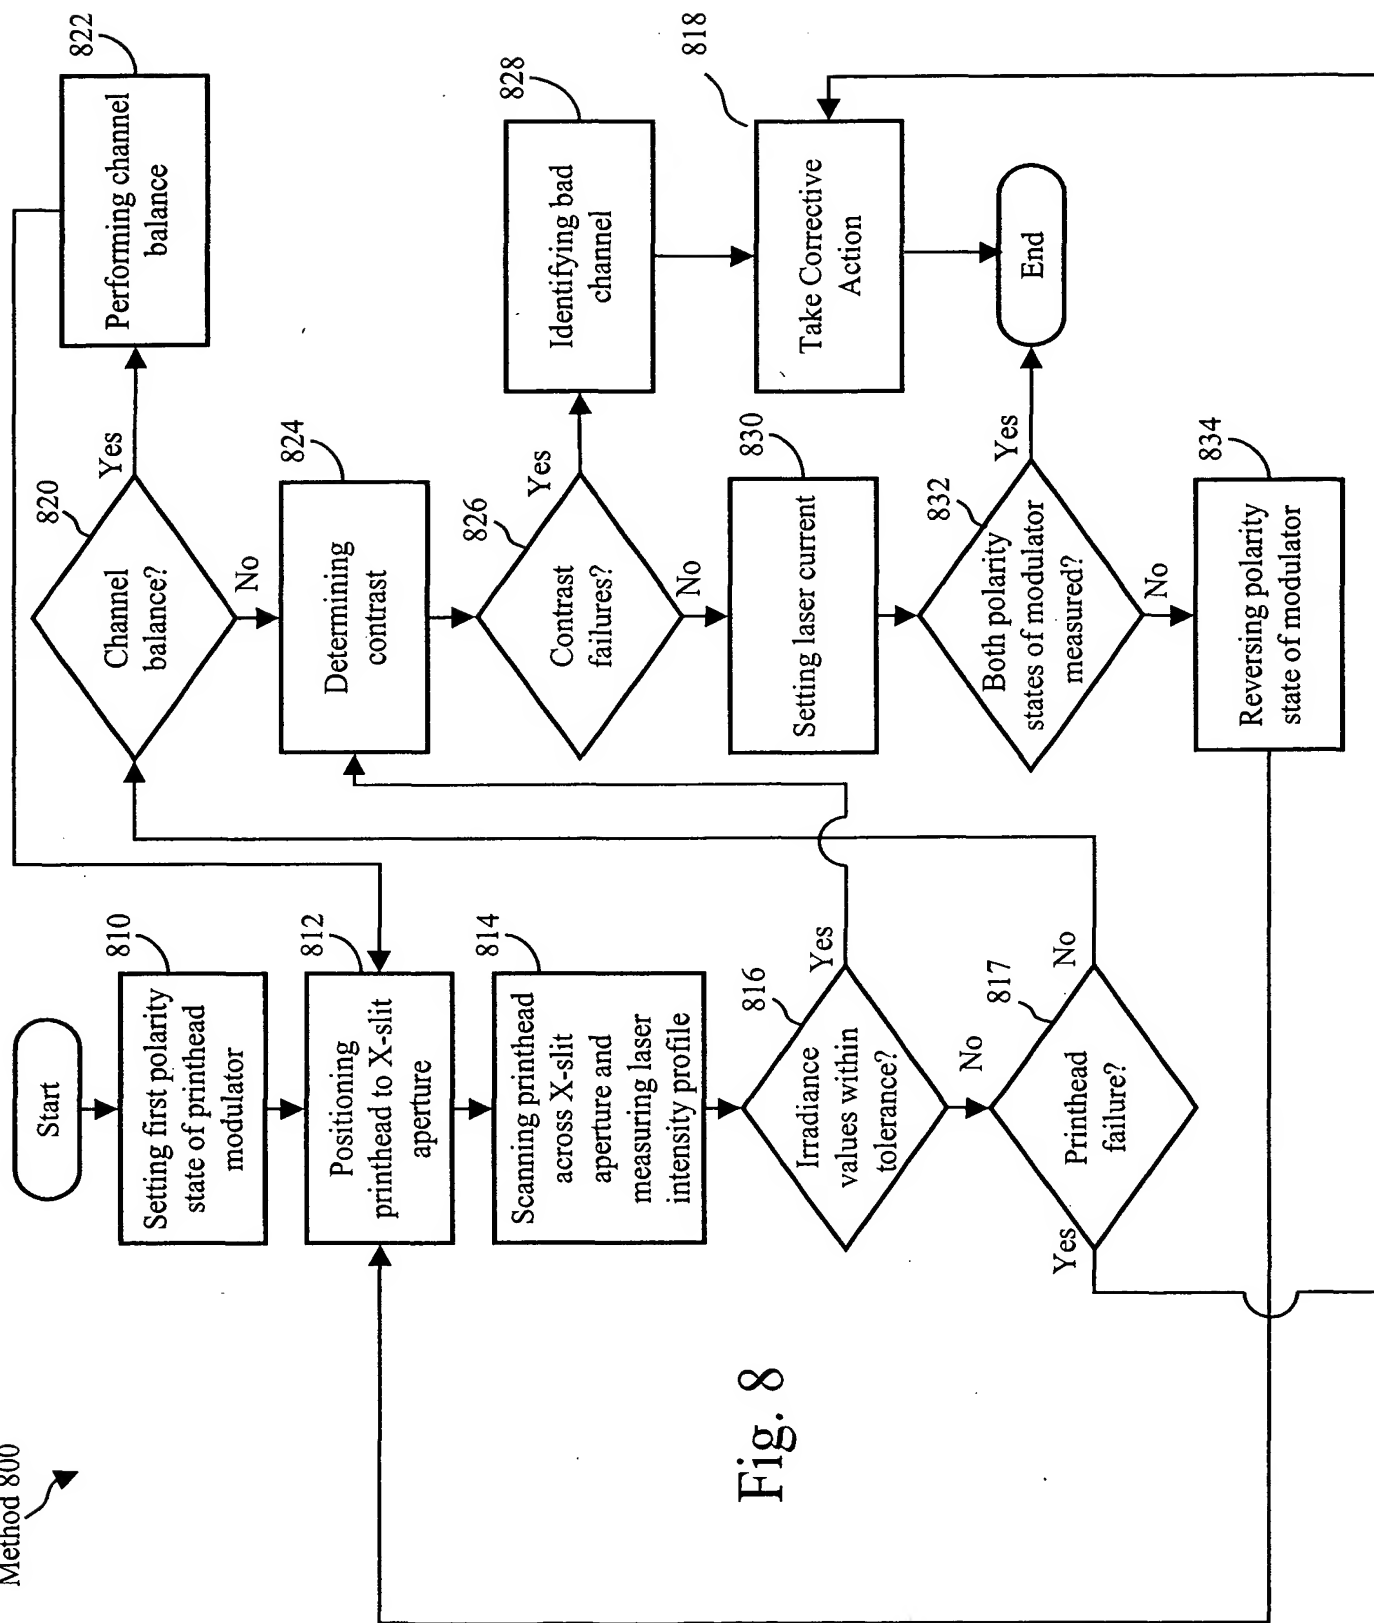 Method 800
Start
810
Setting first polarity
state of printhead
modulator
812
Positioning
printhead to X-slit
aperture
814
Scanning printhead
across X-slit
aperture and
measuring laser
intensity profile
816
Irradiance
values within
tolerance?
Yes
No
817
Printhead
failure?
Yes
No
820
Channel
balance?
Yes
No
822
Performing channel
balance
824
Determining
contrast
826
Contrast
failures?
Yes
No
828
Identifying bad
channel
818
Take Corrective
Action
830
Setting laser current
832
Both polarity
states of modulator
measured?
Yes
No
End
834
Reversing polarity
state of modulator
Fig. 8